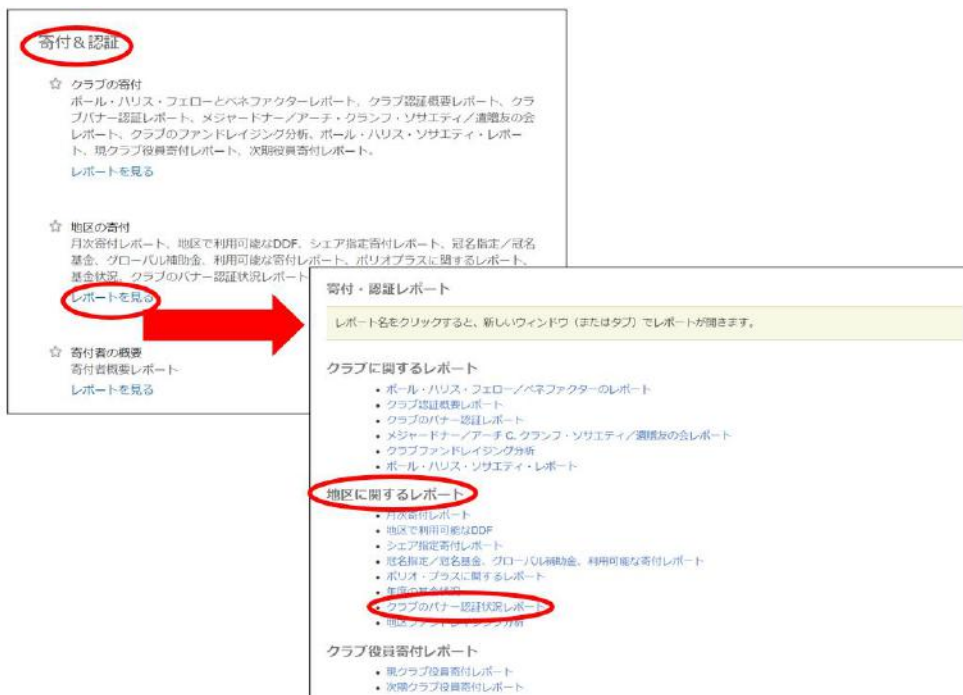 寄付＆認証
☆ クラブの寄付
ポール・ハリス・フェローとベネファクターレポート、クラブ認証概要レポート、クラ
ブバナー認証レポート、メジャードナー／アーチ・クランフ・ソサエティ／遺贈友の会
レポート、クラブのファンドレイジング分析、ポール・ハリス・ソサエティ・レポー
ト、現クラブ役員寄付レポート、次期役員寄付レポート。
レポートを見る
☆ 地区の寄付
月次寄付レポート、地区で利用可能なDDF、シェア指定寄付レポート、冠名指定／冠名
基金、グローバル補助金、利用可能な寄付レポート、ポリオプラスに関するレポート、
基金状況、クラブのバナー認証状況レポート
レポートを見る
☆ 寄付者の概要
寄付者概要レポート
レポートを見る
寄付・認証レポート
レポート名をクリックすると、新しいウィンドウ（またはタブ）でレポートが開きます。
クラブに関するレポート
• ポール・ハリス・フェロー／ベネファクターのレポート
• クラブ認証概要レポート
• クラブのバナー認証レポート
• メジャードナー／アーチ C. クランフ・ソサエティ／遺贈友の会レポート
• クラブファンドレイジング分析
• ポール・ハリス・ソサエティ・レポート
地区に関するレポート
• 月次寄付レポート
• 地区で利用可能なDDF
• シェア指定寄付レポート
• 冠名指定／冠名基金、グローバル補助金、利用可能な寄付レポート
• ポリオ・プラスに関するレポート
• 年度の基金状況
• クラブのバナー認証状況レポート
• 地区ファンドレイジング分析
クラブ役員寄付レポート
• 現クラブ役員寄付レポート
• 次期クラブ役員寄付レポート